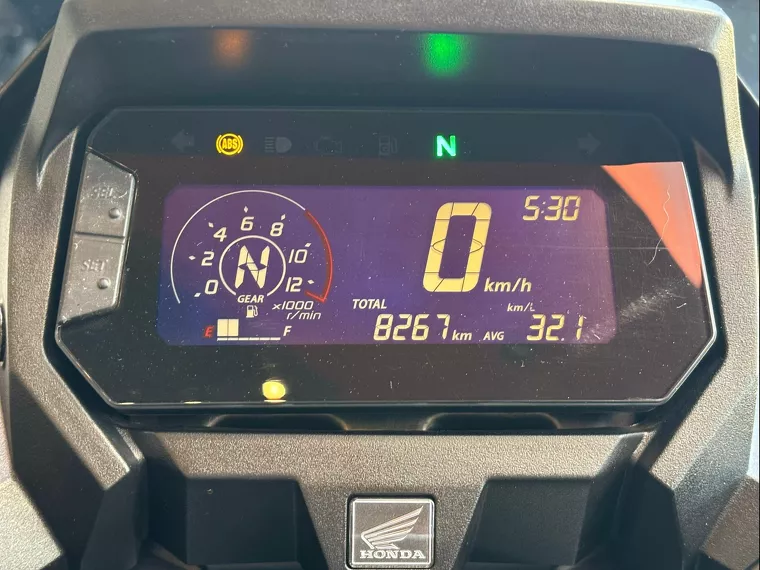 ABS
N
SEL
SET
5:30
0 km/h
0 2 4 6 8 10 12
N
GEAR
x1000
r/min
E F
TOTAL
8267 km
AVG
km/L
32.1
HONDA